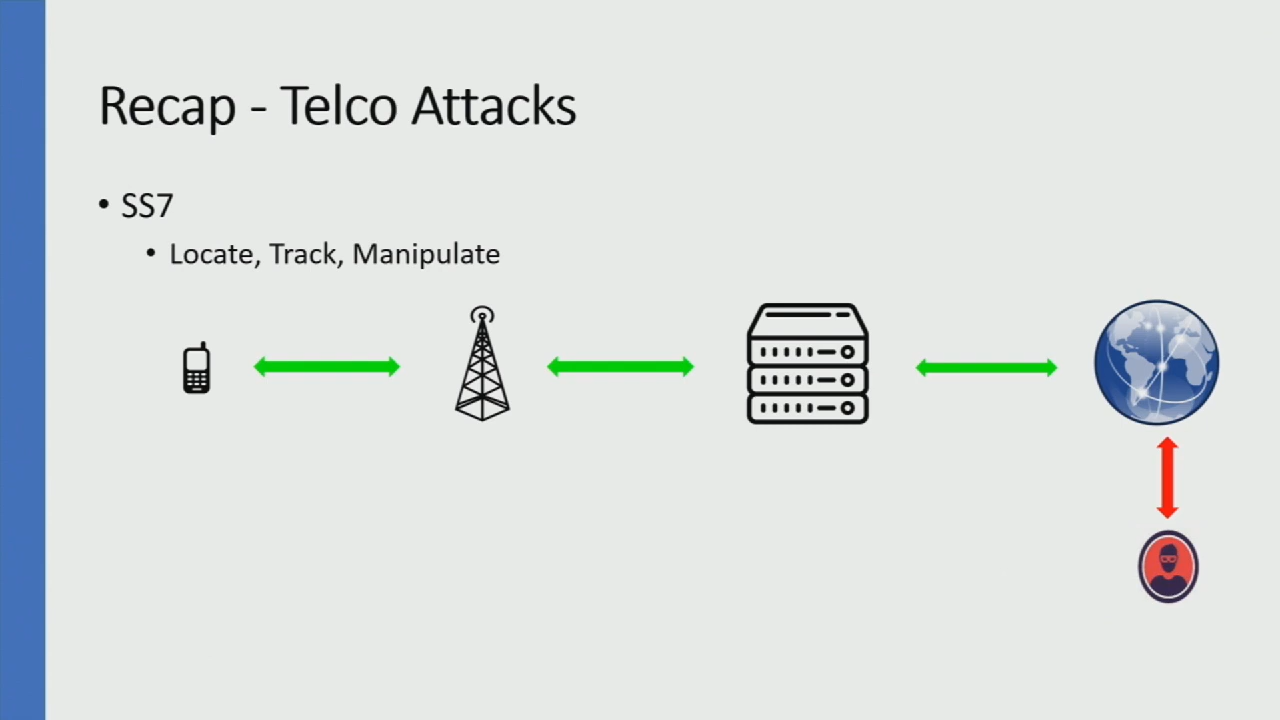 Recap - Telco Attacks
• SS7
• Locate, Track, Manipulate